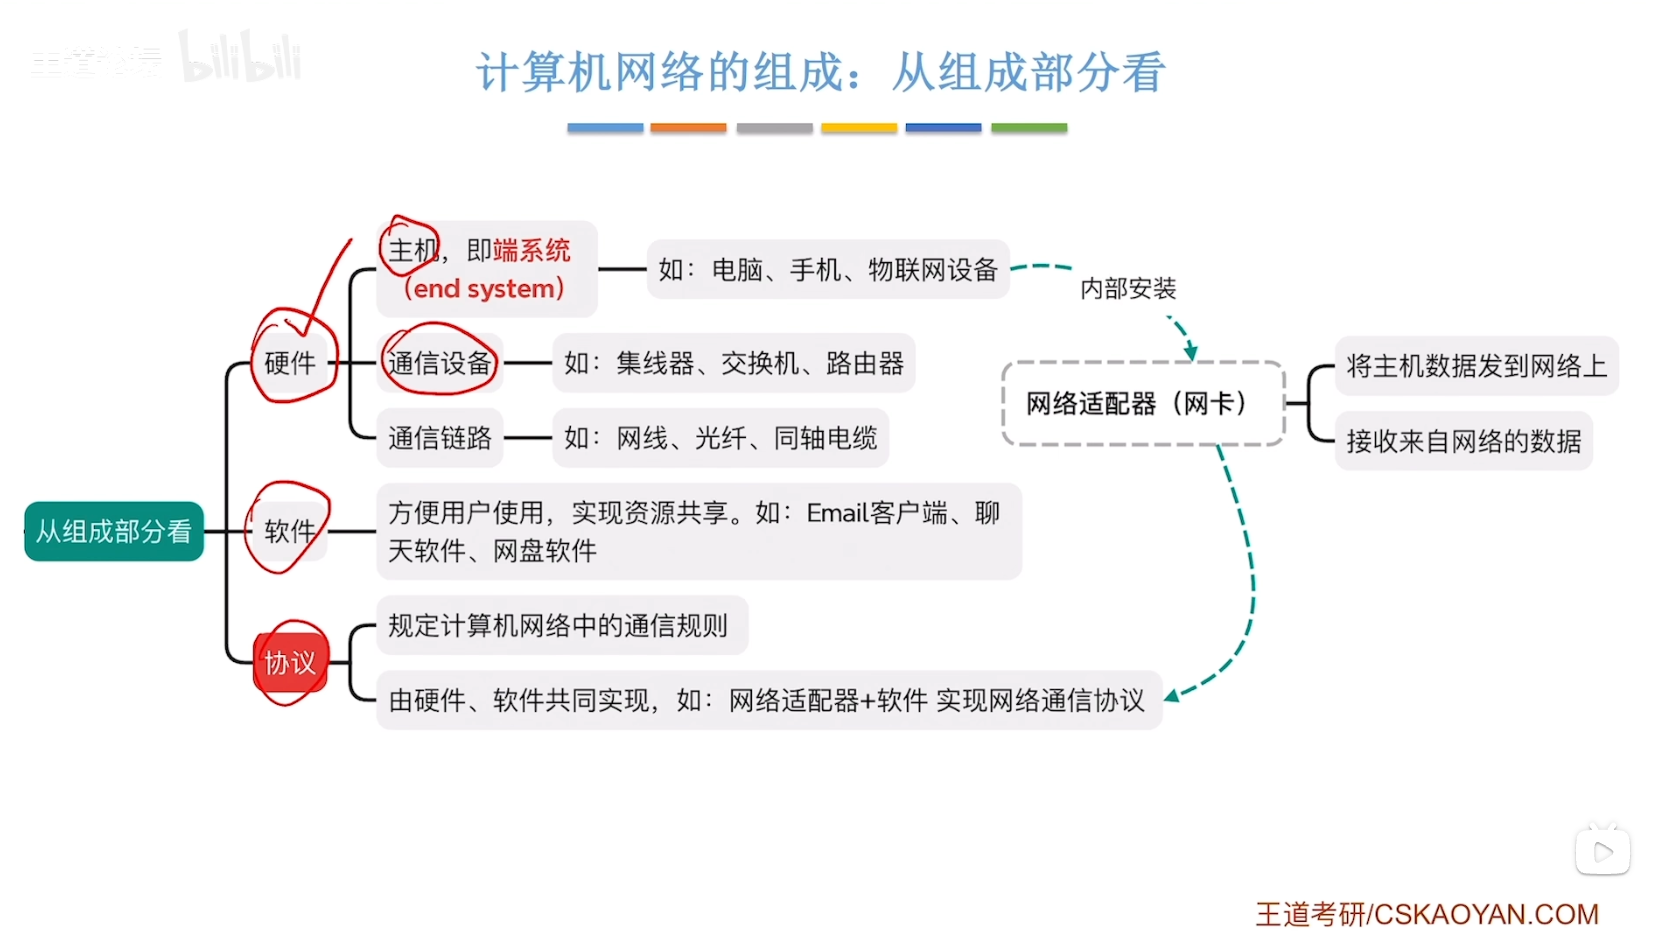 bilibili
计算机网络的组成：从组成部分看
主机，即端系统
（end system）
如：电脑、手机、物联网设备
内部安装
硬件
通信设备
如：集线器、交换机、路由器
网络适配器（网卡）
将主机数据发到网络上
接收来自网络的数据
通信链路
如：网线、光纤、同轴电缆
从组成部分看
软件
方便用户使用，实现资源共享。如：Email客户端、聊
天软件、网盘软件
协议
规定计算机网络中的通信规则
由硬件、软件共同实现，如：网络适配器+软件 实现网络通信协议
王道考研/CSKAOYAN.COM